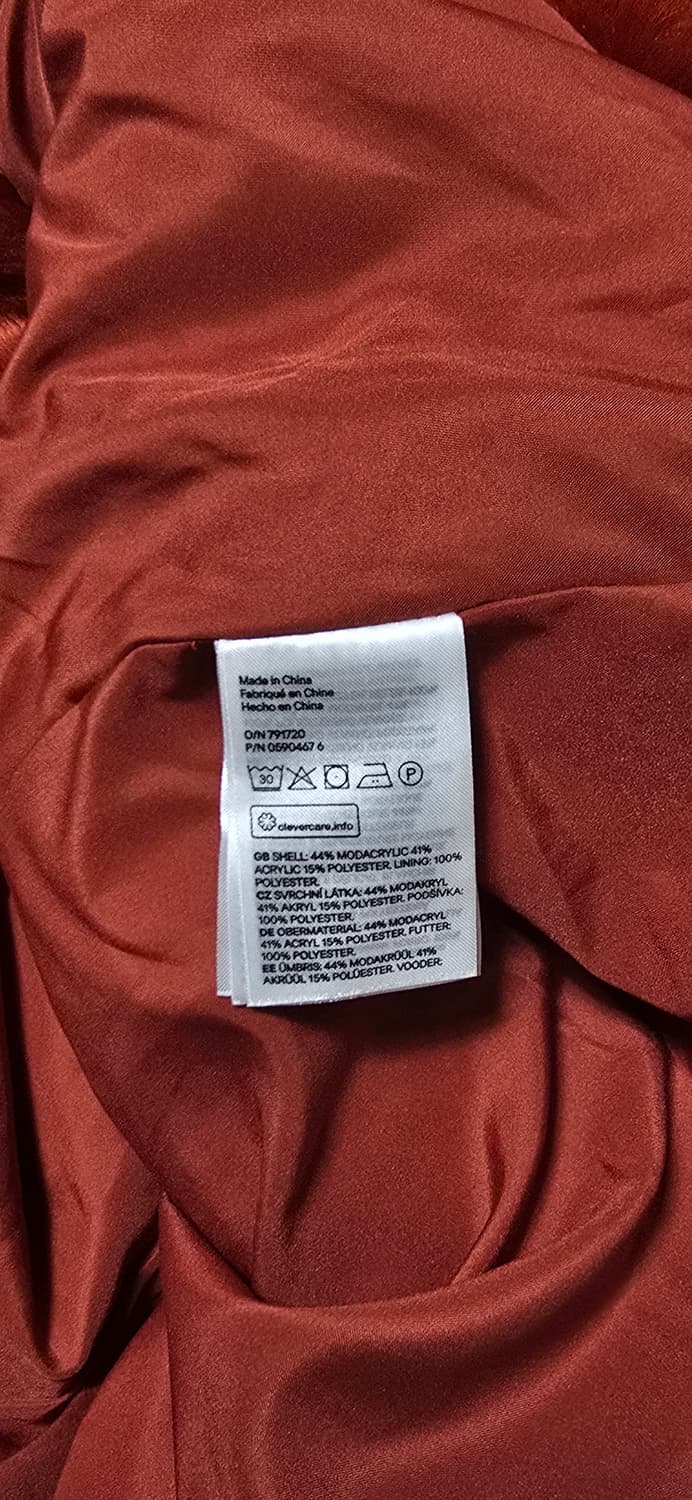 Made in China
Fabriqué en Chine
Hecho en China
O/N 791720
P/N 0590467 6
30
P
clevercare.info
GB SHELL: 44% MODACRYLIC 41%
ACRYLIC 15% POLYESTER. LINING: 100%
POLYESTER.
CZ SVRCHNÍ LÁTKA: 44% MODAKRYL
41% AKRYL 15% POLYESTER. PODŠÍVKA:
100% POLYESTER.
DE OBERMATERIAL: 44% MODACRYL
41% ACRYL 15% POLYESTER. FUTTER:
100% POLYESTER.
EE ÜMBRIS: 44% MODAKRÜÜL 41%
AKRÜÜL 15% POLÜESTER. VOODER: